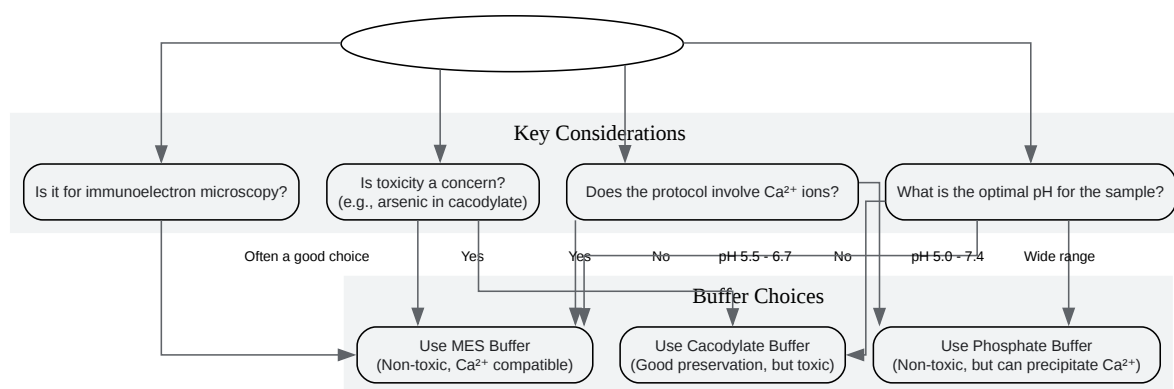 Key Considerations
Is it for immunoelectron microscopy?
Is toxicity a concern?
(e.g., arsenic in cacodylate)
Does the protocol involve Ca²⁺ ions?
What is the optimal pH for the sample?
Often a good choice
Yes
Yes
No
pH 5.5 - 6.7
No
pH 5.0 - 7.4
Wide range
Buffer Choices
Use MES Buffer
(Non-toxic, Ca²⁺ compatible)
Use Cacodylate Buffer
(Good preservation, but toxic)
Use Phosphate Buffer
(Non-toxic, but can precipitate Ca²⁺)